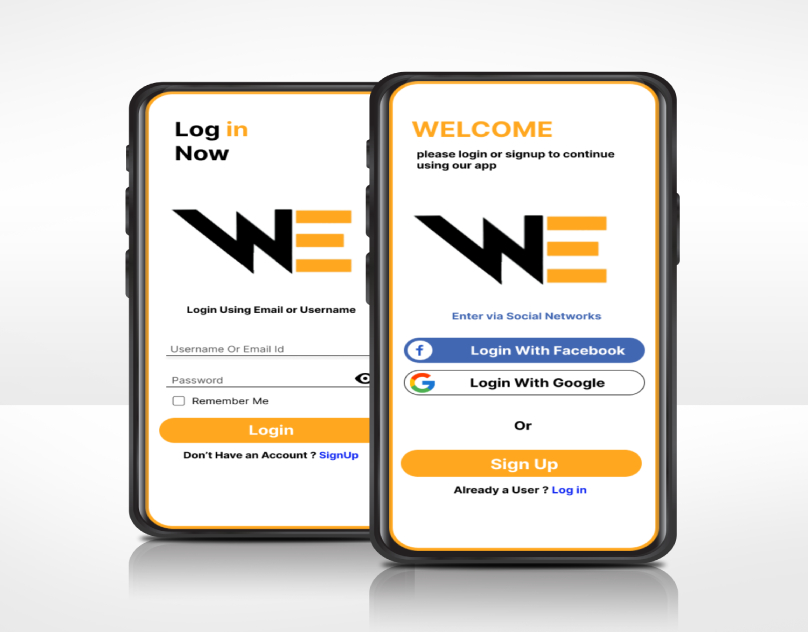 Log in
Now
WE
Login Using Email or Username
Username Or Email Id
Password
Remember Me
Login
Don't Have an Account ? SignUp
WELCOME
please login or signup to continue
using our app
WE
Enter via Social Networks
f Login With Facebook
G Login With Google
Or
Sign Up
Already a User ? Log in